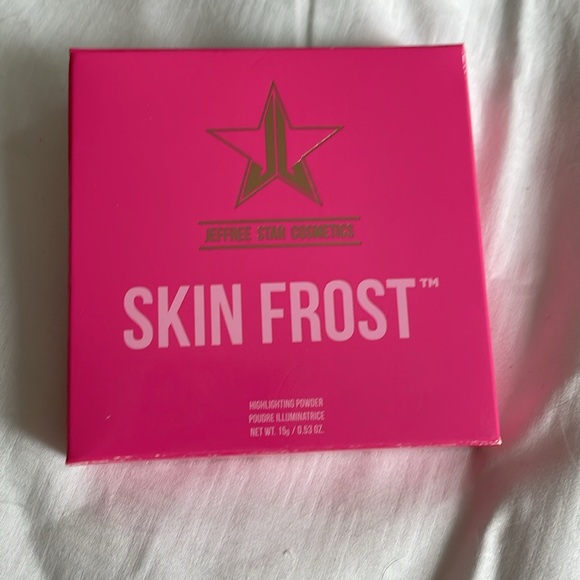 JEFFREE STAR COSMETICS
SKIN FROST™
HIGHLIGHTING POWDER
POUDRE ILLUMINATRICE
NET WT. 15g / 0.53 OZ.